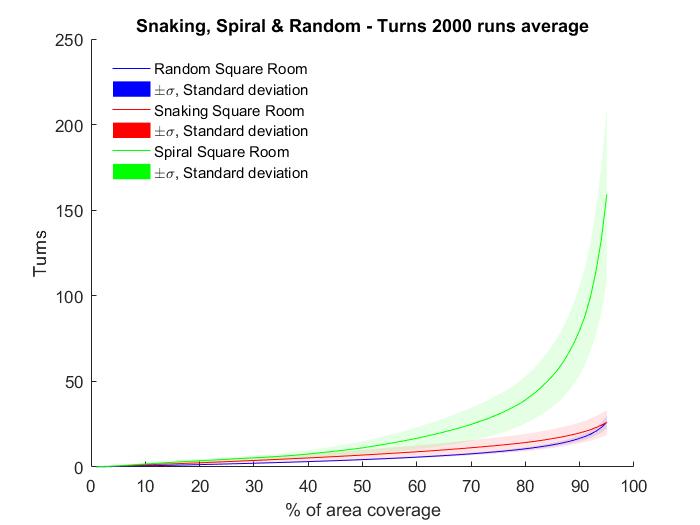 Snaking, Spiral & Random - Turns 2000 runs average
250
200
150
100
50
0
Turns
Random Square Room
±σ, Standard deviation
Snaking Square Room
±σ, Standard deviation
Spiral Square Room
±σ, Standard deviation
0 10 20 30 40 50 60 70 80 90 100
% of area coverage